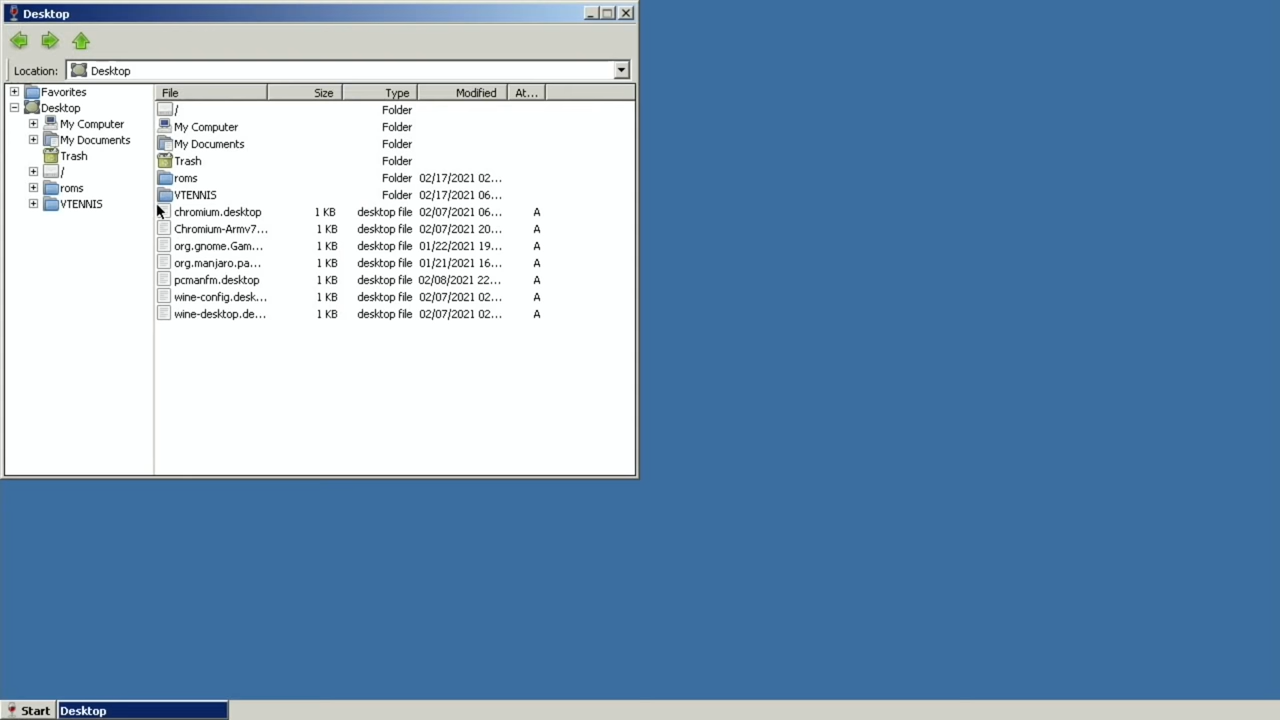 Desktop
Location: Desktop
Favorites
Desktop
My Computer
My Documents
Trash
/
roms
VTENNIS
File Size Type Modified At...
/ Folder
My Computer Folder
My Documents Folder
Trash Folder
roms Folder 02/17/2021 02...
VTENNIS Folder 02/17/2021 06...
chromium.desktop 1 KB desktop file 02/07/2021 06... A
Chromium-Armv7... 1 KB desktop file 02/07/2021 20... A
org.gnome.Gam... 1 KB desktop file 01/22/2021 19... A
org.manjaro.pa... 1 KB desktop file 01/21/2021 16... A
pcmanfm.desktop 1 KB desktop file 02/08/2021 22... A
wine-config.desk... 1 KB desktop file 02/07/2021 02... A
wine-desktop.de... 1 KB desktop file 02/07/2021 02... A
Start Desktop